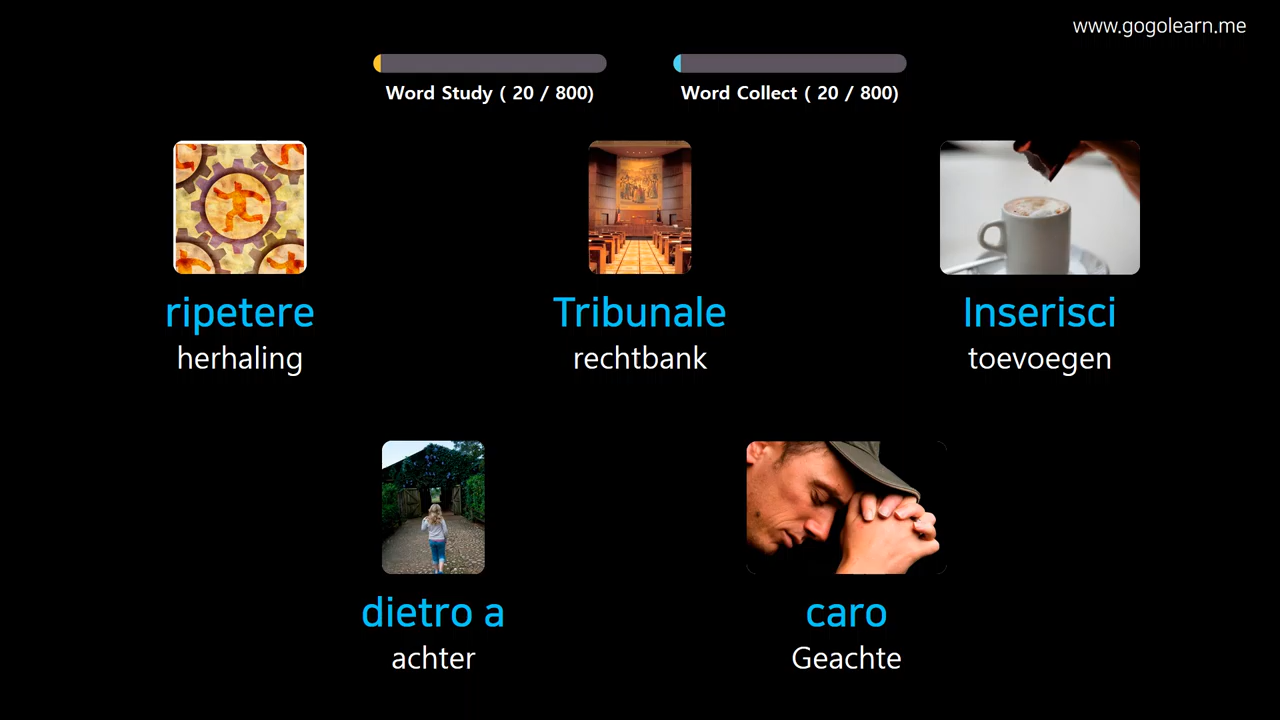 www.gogolearn.me
Word Study ( 20 / 800)
Word Collect ( 20 / 800)
ripetere
herhaling
Tribunale
rechtbank
Inserisci
toevoegen
dietro a
achter
caro
Geachte